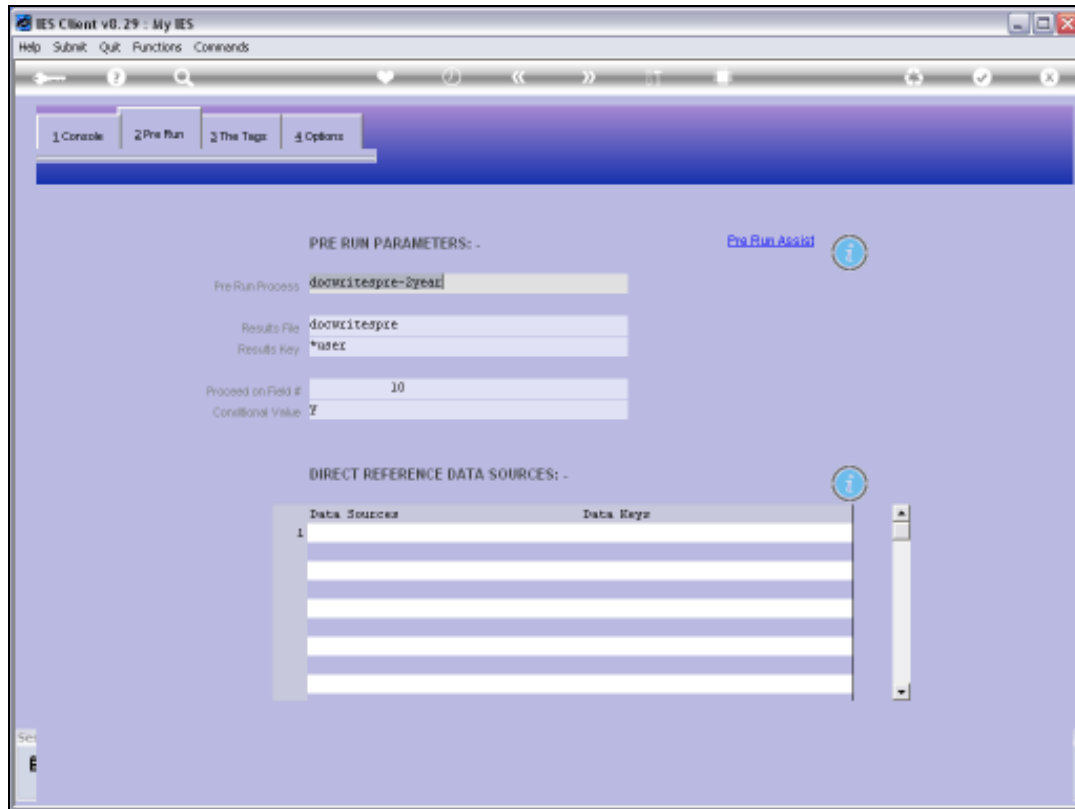 IES Client v8.29 : My IES
Help Submit Quit Functions Commands
1 Console 2 Pre Run 3 The Tags 4 Options
PRE RUN PARAMETERS: -
Pre Run Assist
Pre Run Process docwritespre-2year
Results File docwritespre
Results Key *user
Proceed on Field # 10
Conditional Value Y
DIRECT REFERENCE DATA SOURCES: -
Data Sources Data Keys
1